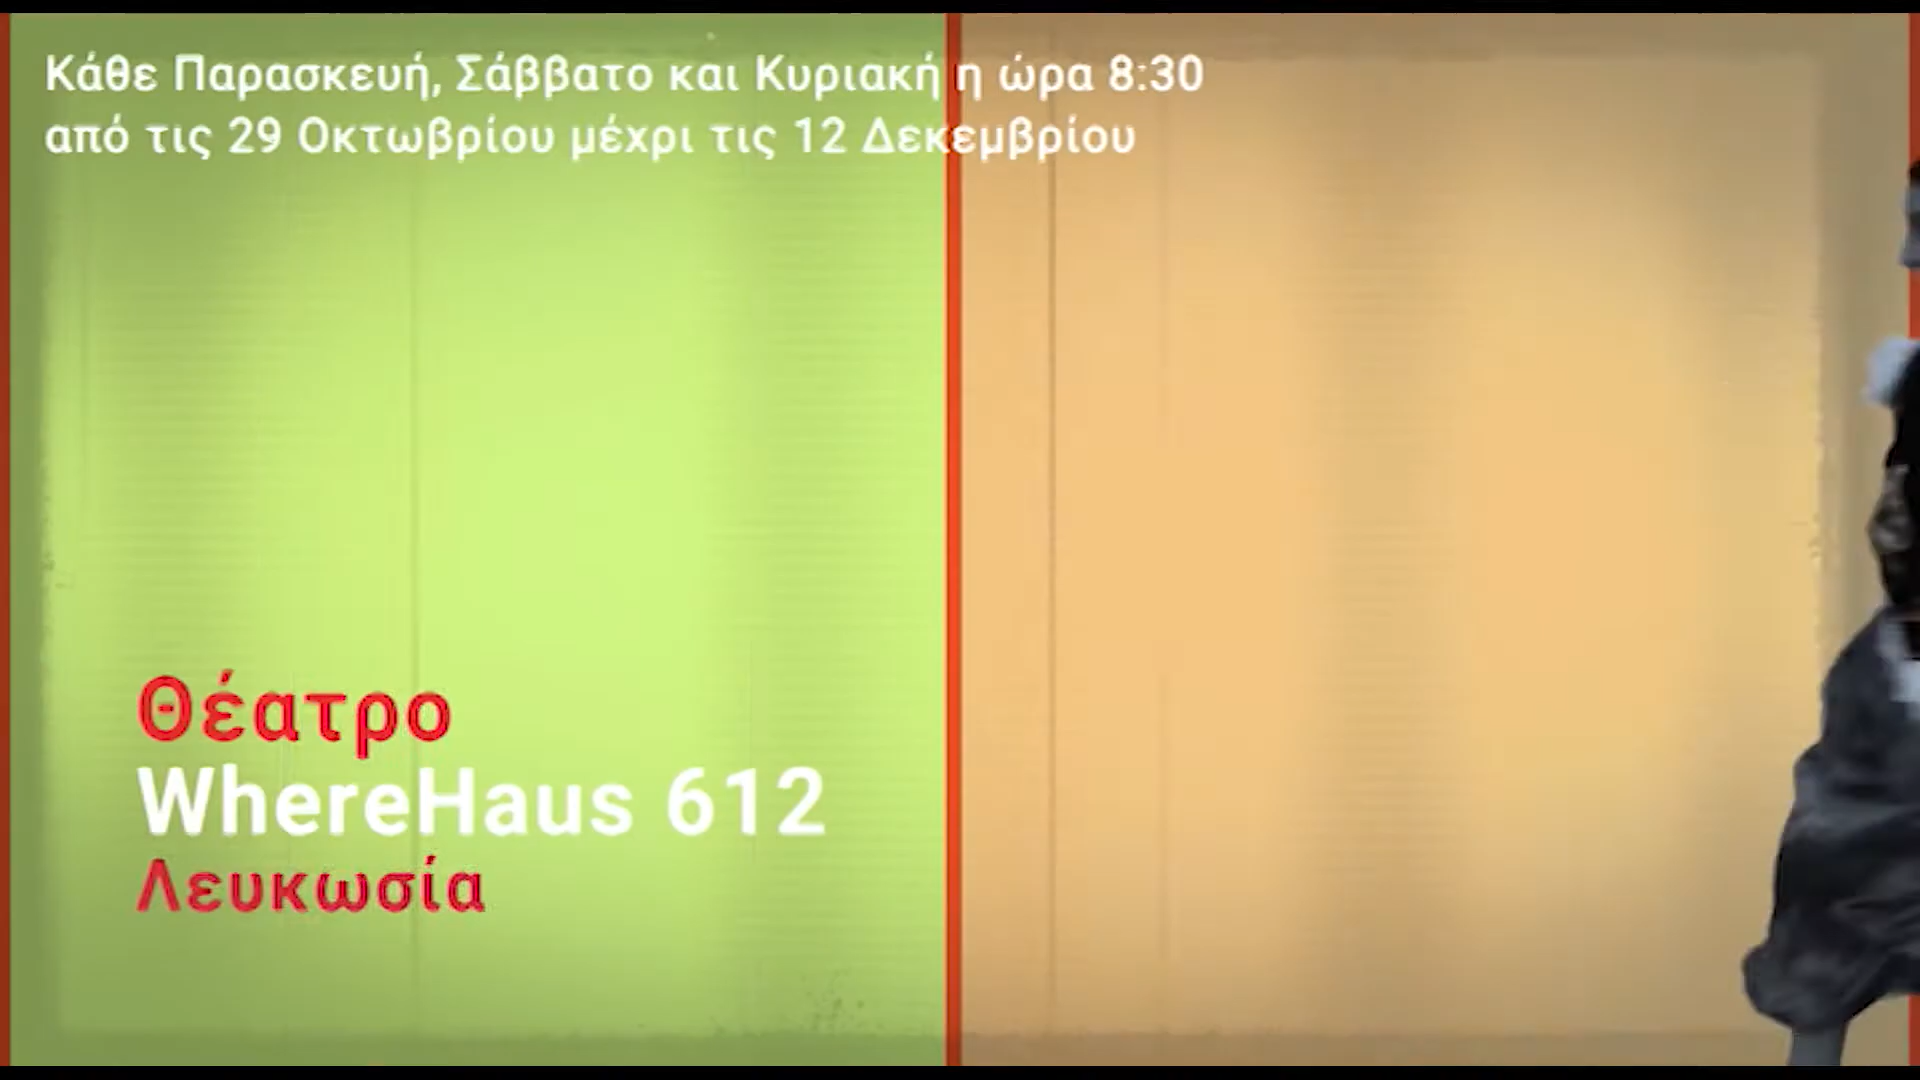 Κάθε Παρασκευή, Σάββατο και Κυριακή η ώρα 8:30
από τις 29 Οκτωβρίου μέχρι τις 12 Δεκεμβρίου
Θέατρο
WhereHaus 612
Λευκωσία